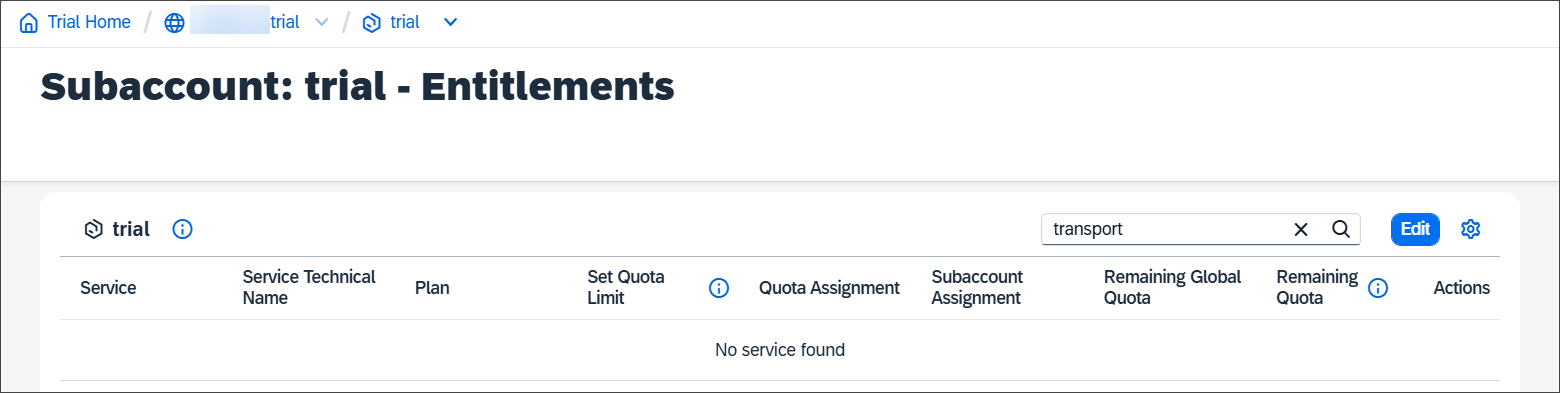 Trial Home / trial / trial
Subaccount: trial - Entitlements
trial transport Edit
Service Service Technical Name Plan Set Quota Limit Quota Assignment Subaccount Assignment Remaining Global Quota Remaining Quota Actions
No service found